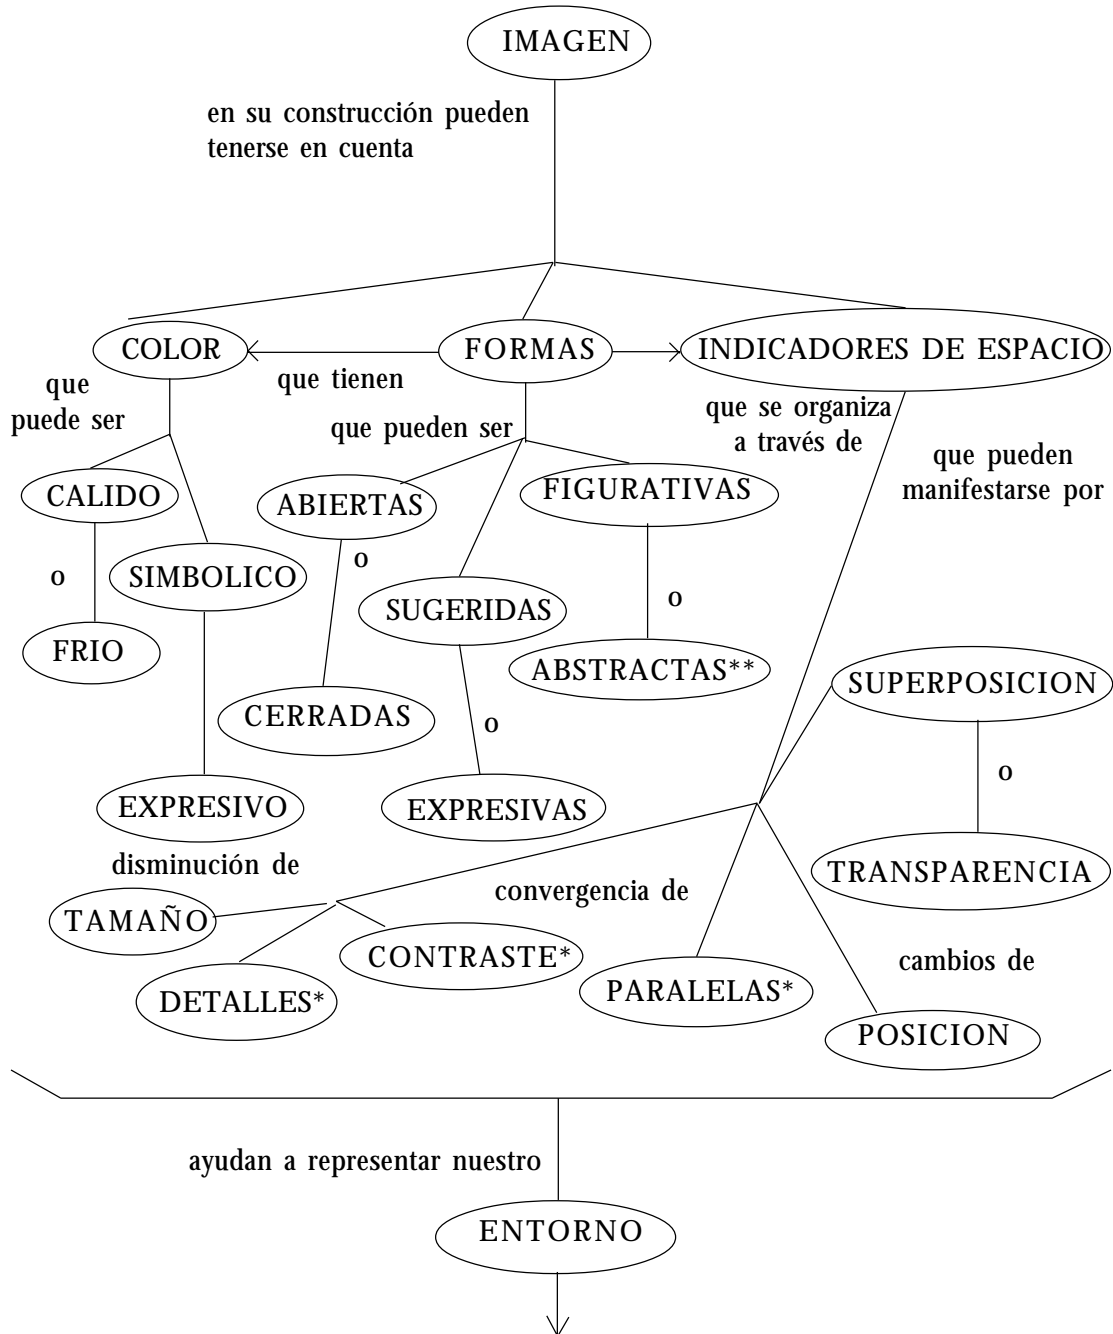 IMAGEN
en su construcción pueden
tenerse en cuenta
COLOR
FORMAS
INDICADORES DE ESPACIO
que tienen
que
puede ser
que pueden ser
que se organiza
a través de
que pueden
manifestarse por
CALIDO
o
FRIO
SIMBOLICO
EXPRESIVO
ABIERTAS
o
CERRADAS
SUGERIDAS
o
EXPRESIVAS
FIGURATIVAS
o
ABSTRACTAS**
SUPERPOSICION
o
TRANSPARENCIA
disminución de
TAMAÑO
DETALLES*
CONTRASTE*
convergencia de
PARALELAS*
cambios de
POSICION
ayudan a representar nuestro
ENTORNO